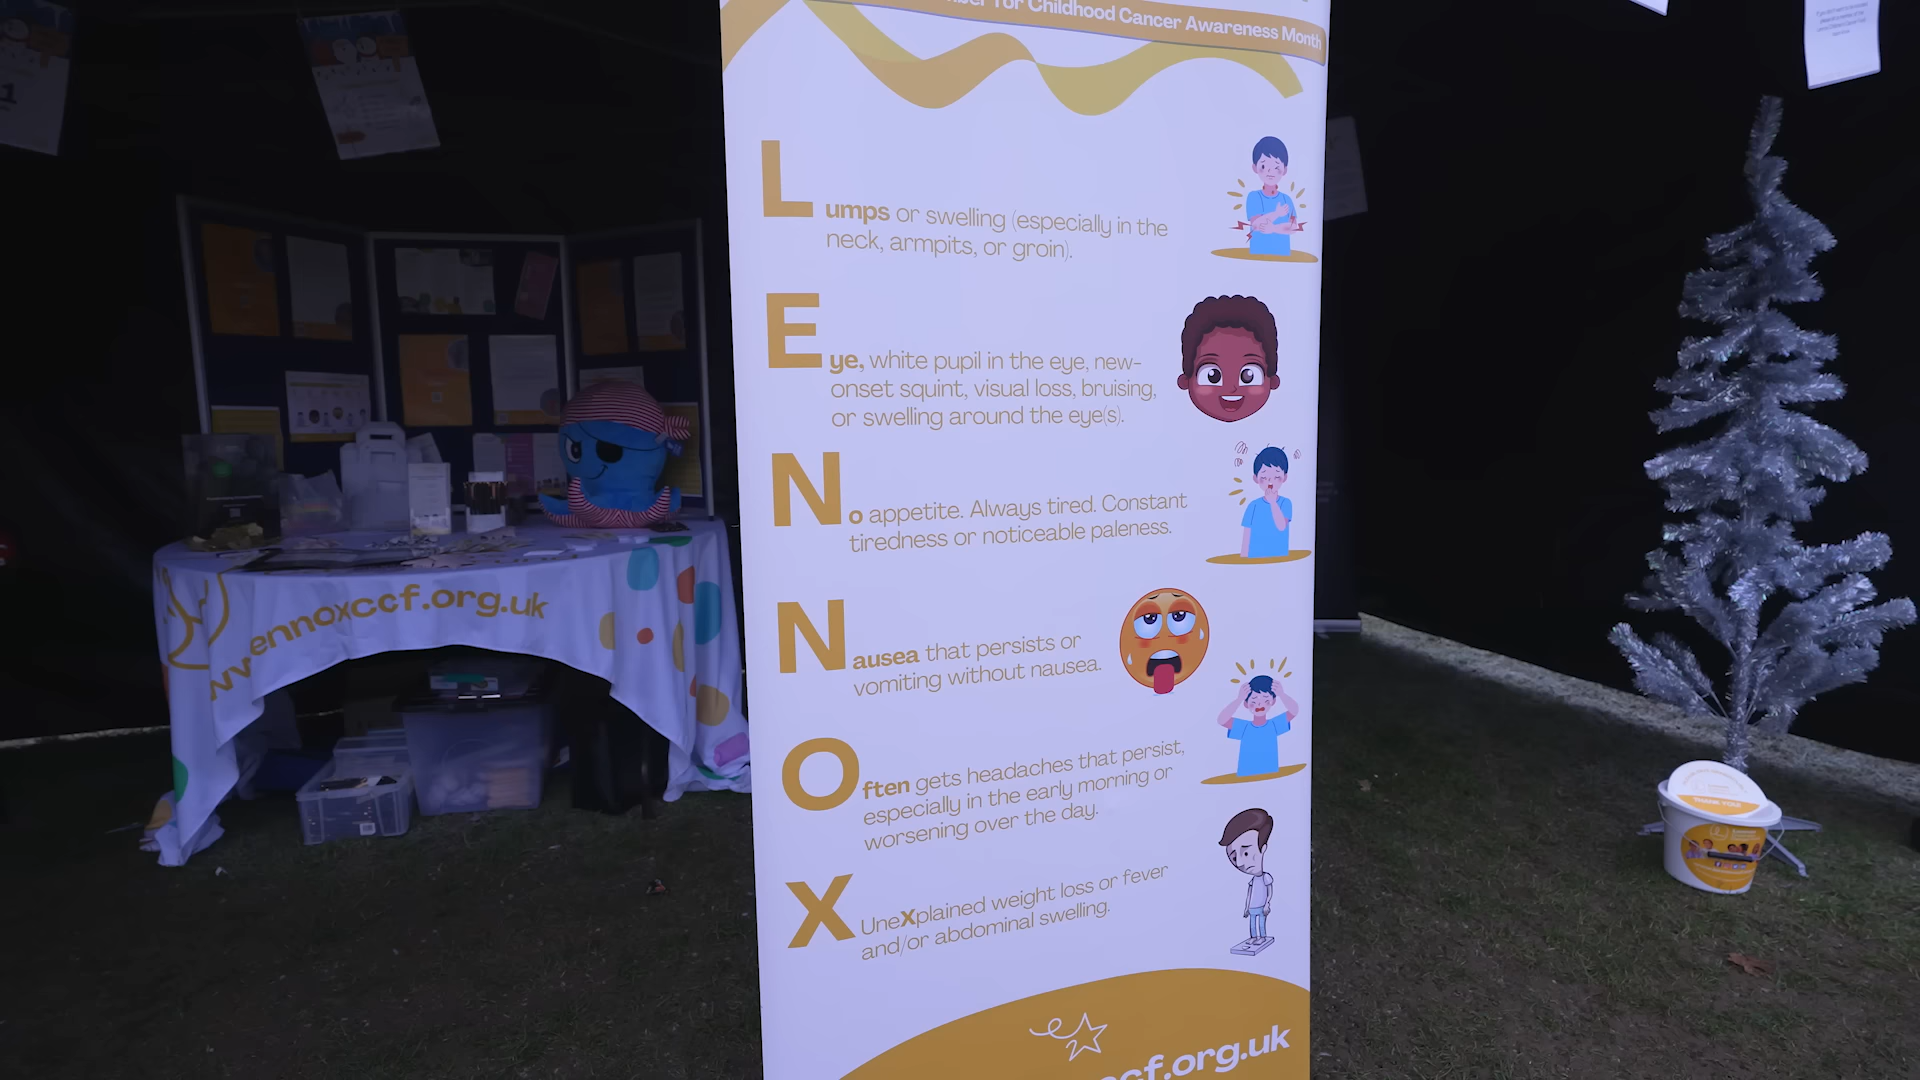 for Childhood Cancer Awareness Month
L umps or swelling (especially in the
neck, armpits, or groin).
E ye, white pupil in the eye, new-
onset squint, visual loss, bruising,
or swelling around the eye(s).
N o appetite. Always tired. Constant
tiredness or noticeable paleness.
N ausea that persists or
vomiting without nausea.
O ften gets headaches that persist,
especially in the early morning or
worsening over the day.
X UneXplained weight loss or fever
and/or abdominal swelling.
ccf.org.uk
ennoxccf.org.uk
THANK YOU!